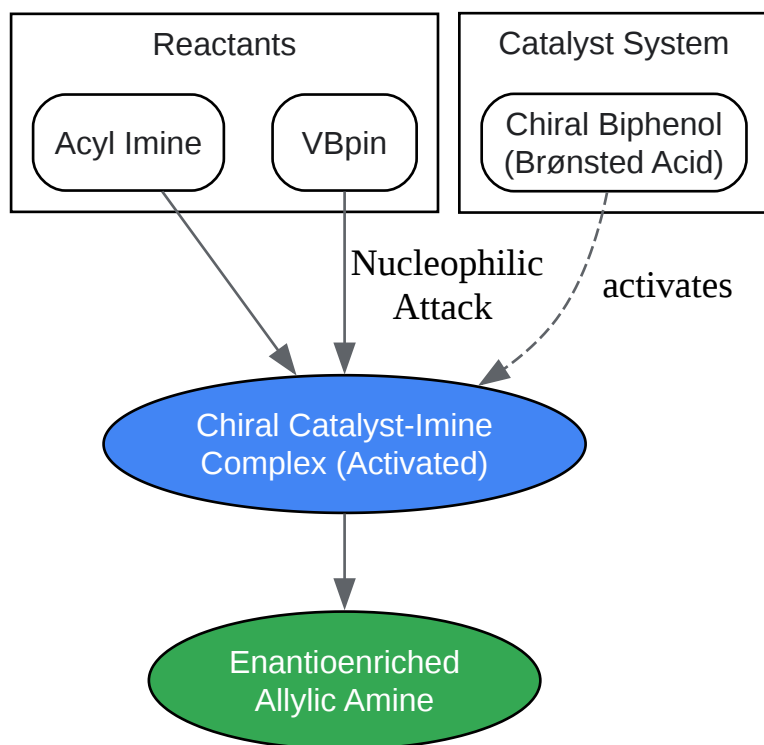 Reactants
Catalyst System
Acyl Imine
VBpin
Chiral Biphenol
(Brønsted Acid)
Nucleophilic
Attack
activates
Chiral Catalyst-Imine
Complex (Activated)
Enantioenriched
Allylic Amine